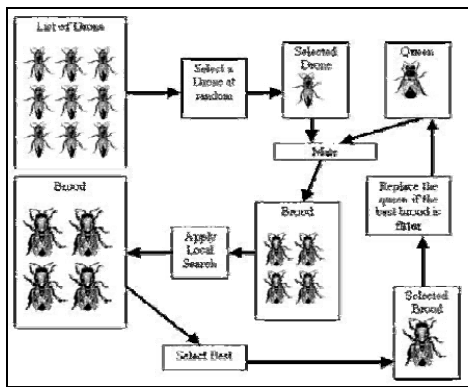 List of Drone
Select a
Drone at
random
Selected
Drone
Queen
Mate
Brood
Apply
Local
Search
Brood
Replace the
queen if the
best brood is
fitter
Select Best
Selected
Brood